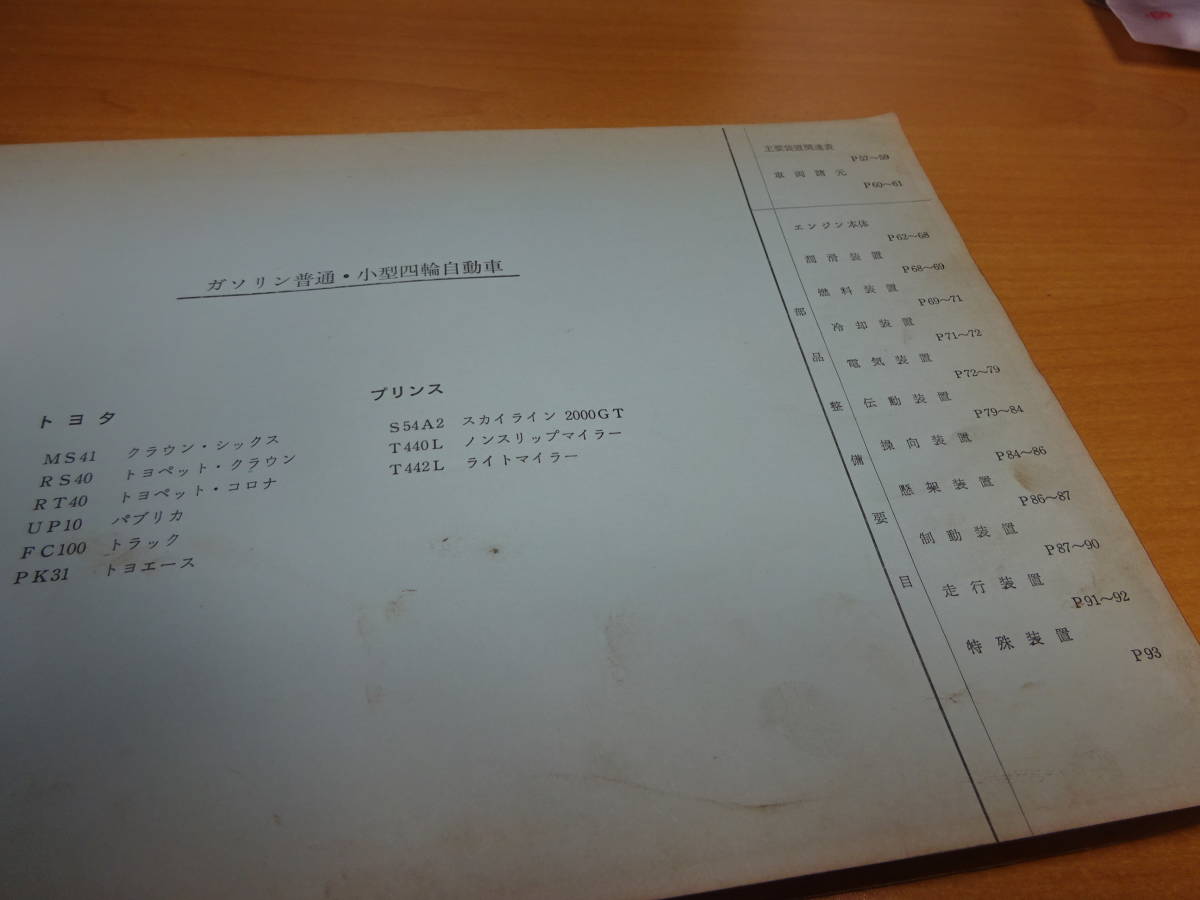 ガソリン普通・小型四輪自動車
トヨタ
MS41 クラウン・シックス
RS40 トヨペット・クラウン
RT40 トヨペット・コロナ
UP10 パブリカ
FC100 トラック
PK31 トヨエース
プリンス
S54A2 スカイライン 2000GT
T440L ノンスリップマイラー
T442L ライトマイラー
主要装置関連表
P57〜59
車両諸元
P60〜61
部品整備要目
エンジン本体
P62〜68
潤滑装置
P68〜69
燃料装置
P69〜71
冷却装置
P71〜72
電気装置
P72〜79
伝動装置
P79〜84
操向装置
P84〜86
懸架装置
P86〜87
制動装置
P87〜90
走行装置
P91〜92
特殊装置
P93